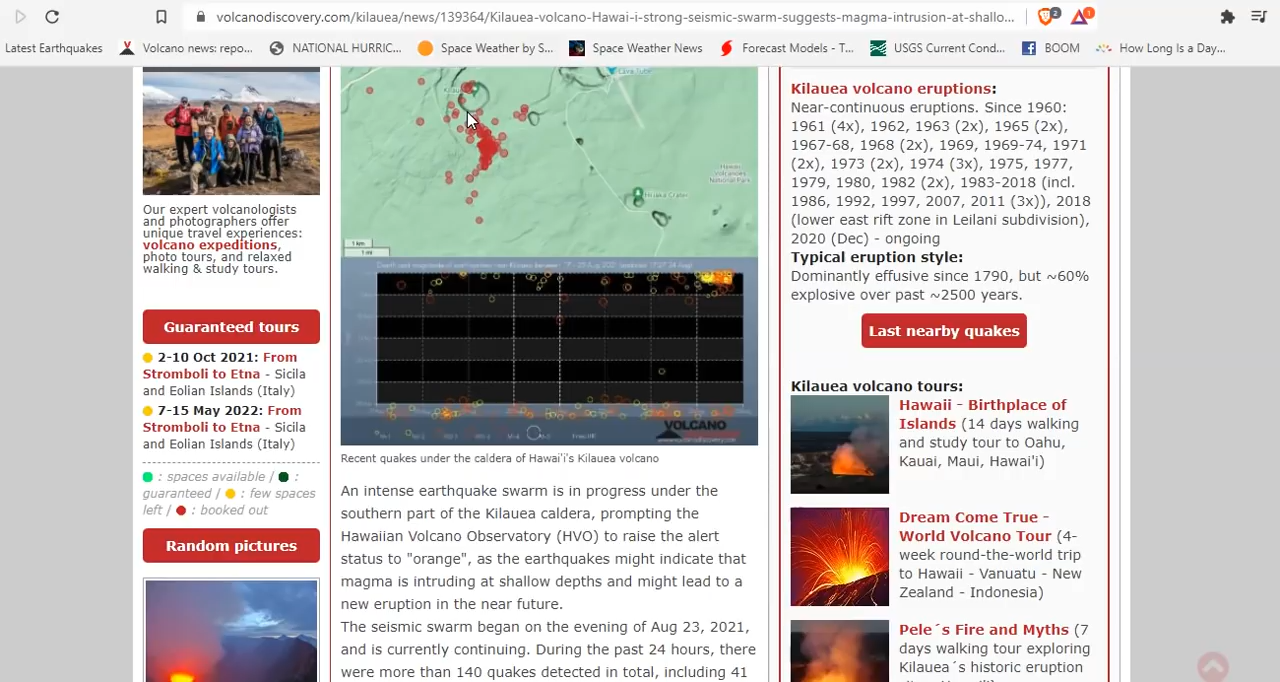 volcanodiscovery.com/kilauea/news/139364/Kilauea-volcano-Hawai-i-strong-seismic-swarm-suggests-magma-intrusion-at-shallo...
2
1
Latest Earthquakes
Volcano news: repo...
NATIONAL HURRIC...
Space Weather by S...
Space Weather News
Forecast Models - T...
USGS Current Cond...
BOOM
How Long Is a Day...
Our expert volcanologists
and photographers offer
unique travel experiences:
volcano expeditions,
photo tours, and relaxed
walking & study tours.
Guaranteed tours
2-10 Oct 2021: From
Stromboli to Etna - Sicila
and Eolian Islands (Italy)
7-15 May 2022: From
Stromboli to Etna - Sicila
and Eolian Islands (Italy)
: spaces available / :
guaranteed / : few spaces
left / : booked out
Random pictures
1 km
1 mi
VOLCANO
Recent quakes under the caldera of Hawai'i's Kilauea volcano
An intense earthquake swarm is in progress under the
southern part of the Kilauea caldera, prompting the
Hawaiian Volcano Observatory (HVO) to raise the alert
status to "orange", as the earthquakes might indicate that
magma is intruding at shallow depths and might lead to a
new eruption in the near future.
The seismic swarm began on the evening of Aug 23, 2021,
and is currently continuing. During the past 24 hours, there
were more than 140 quakes detected in total, including 41
Kilauea volcano eruptions:
Near-continuous eruptions. Since 1960:
1961 (4x), 1962, 1963 (2x), 1965 (2x),
1967-68, 1968 (2x), 1969, 1969-74, 1971
(2x), 1973 (2x), 1974 (3x), 1975, 1977,
1979, 1980, 1982 (2x), 1983-2018 (incl.
1986, 1992, 1997, 2007, 2011 (3x)), 2018
(lower east rift zone in Leilani subdivision),
2020 (Dec) - ongoing
Typical eruption style:
Dominantly effusive since 1790, but ~60%
explosive over past ~2500 years.
Last nearby quakes
Kilauea volcano tours:
Hawaii - Birthplace of
Islands (14 days walking
and study tour to Oahu,
Kauai, Maui, Hawai'i)
Dream Come True -
World Volcano Tour (4-
week round-the-world trip
to Hawaii - Vanuatu - New
Zealand - Indonesia)
Pele´s Fire and Myths (7
days walking tour exploring
Kilauea´s historic eruption